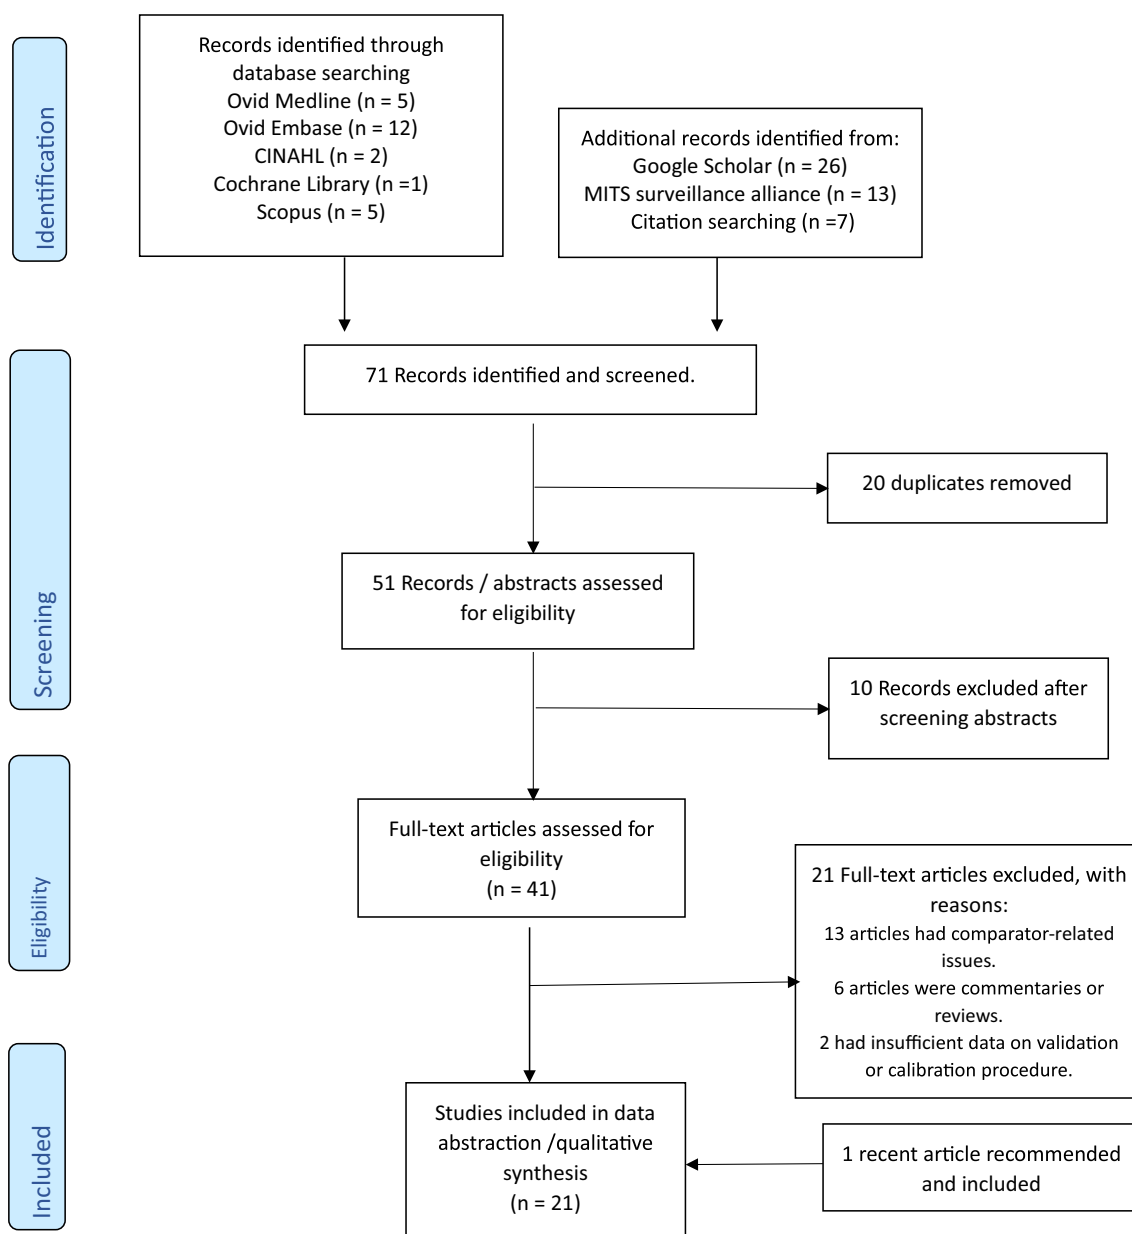 Identification
Records identified through
database searching
Ovid Medline (n = 5)
Ovid Embase (n = 12)
CINAHL (n = 2)
Cochrane Library (n =1)
Scopus (n = 5)
Additional records identified from:
Google Scholar (n = 26)
MITS surveillance alliance (n = 13)
Citation searching (n =7)
Screening
71 Records identified and screened.
20 duplicates removed
51 Records / abstracts assessed
for eligibility
10 Records excluded after
screening abstracts
Eligibility
Full-text articles assessed for
eligibility
(n = 41)
21 Full-text articles excluded, with
reasons:
13 articles had comparator-related
issues.
6 articles were commentaries or
reviews.
2 had insufficient data on validation
or calibration procedure.
Included
Studies included in data
abstraction /qualitative
synthesis
(n = 21)
1 recent article recommended
and included